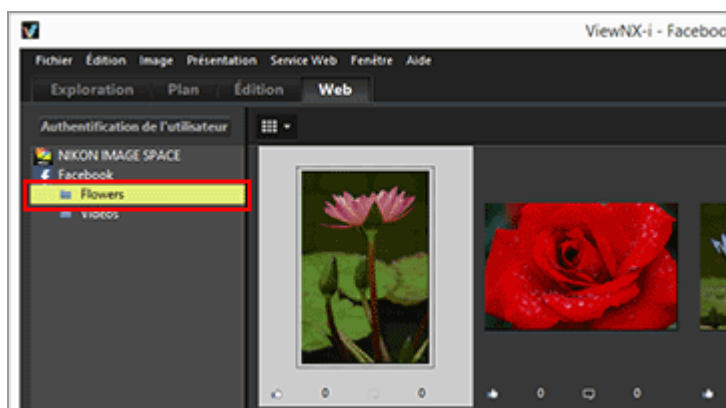 ViewNX-i - Faceboo
Fichier Édition Image Présentation Service Web Fenêtre Aide
Exploration Plan Édition Web
Authentification de l'utilisateur
NIKON IMAGE SPACE
Facebook
Flowers
Videos
0 0 0 0